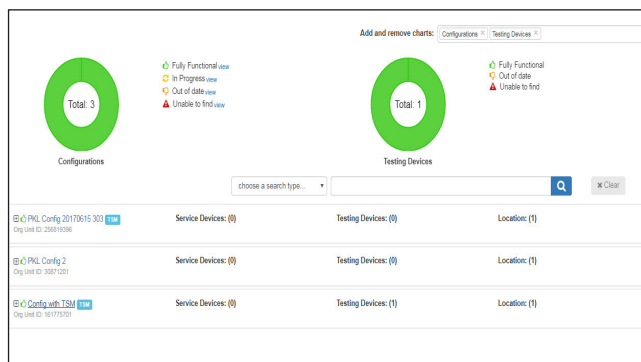 Add and remove charts: Configurations × Testing Devices ×
Fully Functional view
In Progress view
Out of date view
Unable to find view
Total: 3
Configurations
Fully Functional
Out of date
Unable to find
Total: 1
Testing Devices
choose a search type... Clear
PKL Config 20170615 303 TSM Service Devices: (0) Testing Devices: (0) Location: (1)
Org Unit ID: 256819396
PKL Config 2 Service Devices: (0) Testing Devices: (0) Location: (1)
Org Unit ID: 30871201
Config with TSM TSM Service Devices: (0) Testing Devices: (1) Location: (1)
Org Unit ID: 161775701